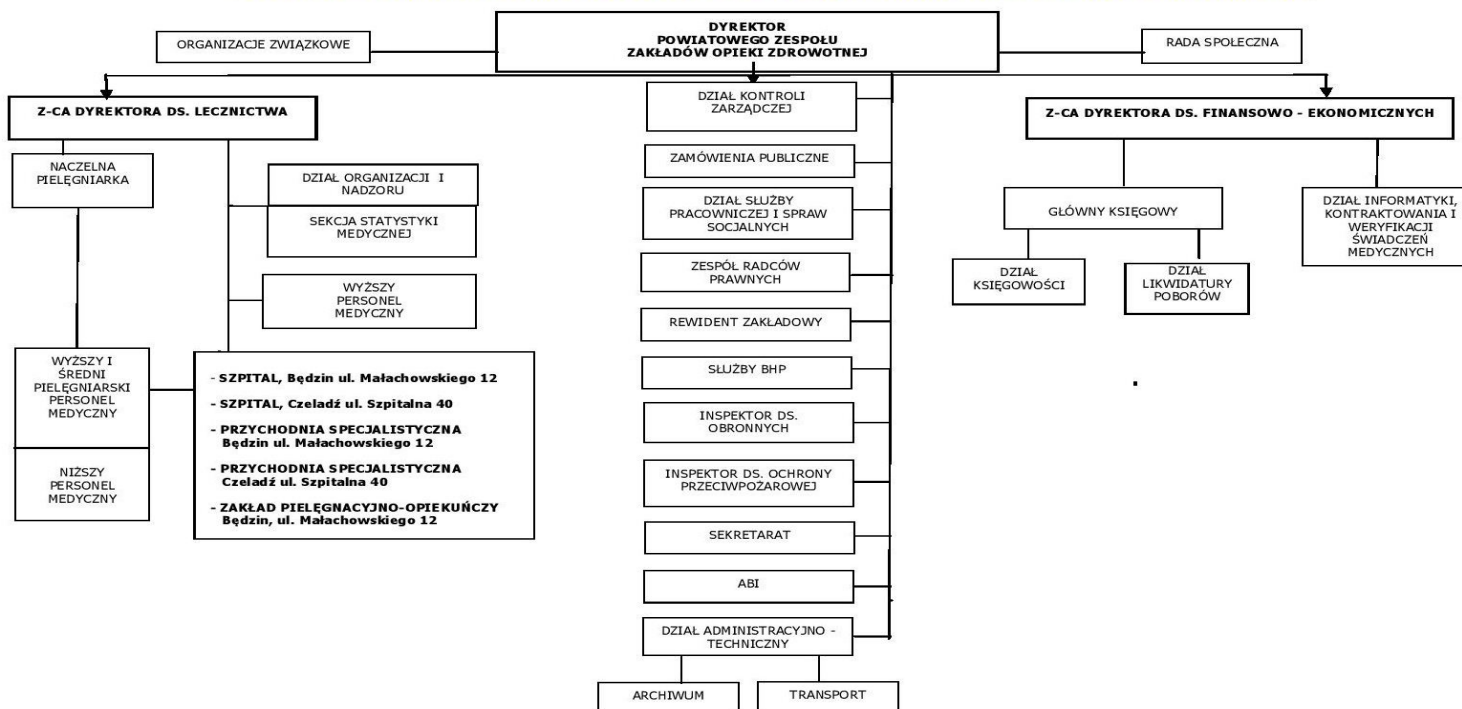 DYREKTOR
POWIATOWEGO ZESPOŁU
ZAKŁADÓW OPIEKI ZDROWOTNEJ
ORGANIZACJE ZWIĄZKOWE
RADA SPOŁECZNA
Z-CA DYREKTORA DS. LECZNICTWA
NACZELNA
PIELĘGNIARKA
DZIAŁ ORGANIZACJI I
NADZORU
SEKCJA STATYSTYKI
MEDYCZNEJ
WYŻSZY
PERSONEL
MEDYCZNY
WYŻSZY I
ŚREDNI
PIELĘGNIARSKI
PERSONEL
MEDYCZNY
NIŻSZY
PERSONEL
MEDYCZNY
- SZPITAL, Będzin ul. Małachowskiego 12
- SZPITAL, Czeladź ul. Szpitalna 40
- PRZYCHODNIA SPECJALISTYCZNA
Będzin ul. Małachowskiego 12
- PRZYCHODNIA SPECJALISTYCZNA
Czeladź ul. Szpitalna 40
- ZAKŁAD PIELĘGNACYJNO-OPIEKUŃCZY
Będzin, ul. Małachowskiego 12
DZIAŁ KONTROLI
ZARZĄDCZEJ
ZAMÓWIENIA PUBLICZNE
DZIAŁ SŁUŻBY
PRACOWNICZEJ I SPRAW
SOCJALNYCH
ZESPÓŁ RADCÓW
PRAWNYCH
REWIDENT ZAKŁADOWY
SŁUŻBY BHP
INSPEKTOR DS.
OBRONNYCH
INSPEKTOR DS. OCHRONY
PRZECIWPOŻAROWEJ
SEKRETARAT
ABI
DZIAŁ ADMINISTRACYJNO -
TECHNICZNY
ARCHIWUM
TRANSPORT
Z-CA DYREKTORA DS. FINANSOWO - EKONOMICZNYCH
GŁÓWNY KSIĘGOWY
DZIAŁ
KSIĘGOWOŚCI
DZIAŁ
LIKWIDATURY
POBORÓW
DZIAŁ INFORMATYKI,
KONTRAKTOWANIA I
WERYFIKACJI
ŚWIADCZEŃ
MEDYCZNYCH